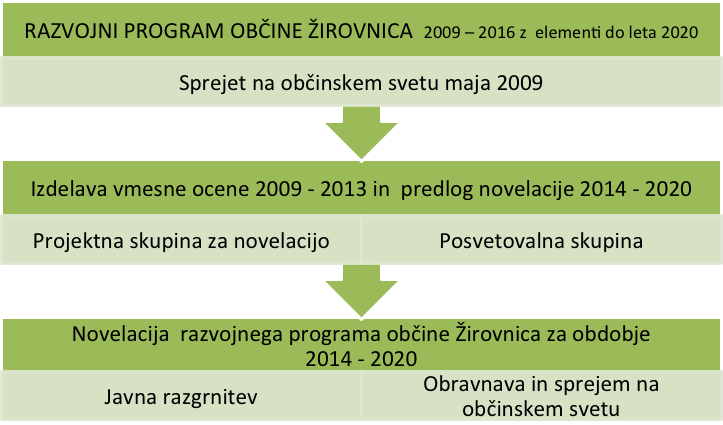 RAZVOJNI PROGRAM OBČINE ŽIROVNICA 2009 – 2016 z elementi do leta 2020
Sprejet na občinskem svetu maja 2009
Izdelava vmesne ocene 2009 - 2013 in predlog novelacije 2014 - 2020
Projektna skupina za novelacijo
Posvetovalna skupina
Novelacija razvojnega programa občine Žirovnica za obdobje
2014 - 2020
Javna razgrnitev
Obravnava in sprejem na
občinskem svetu